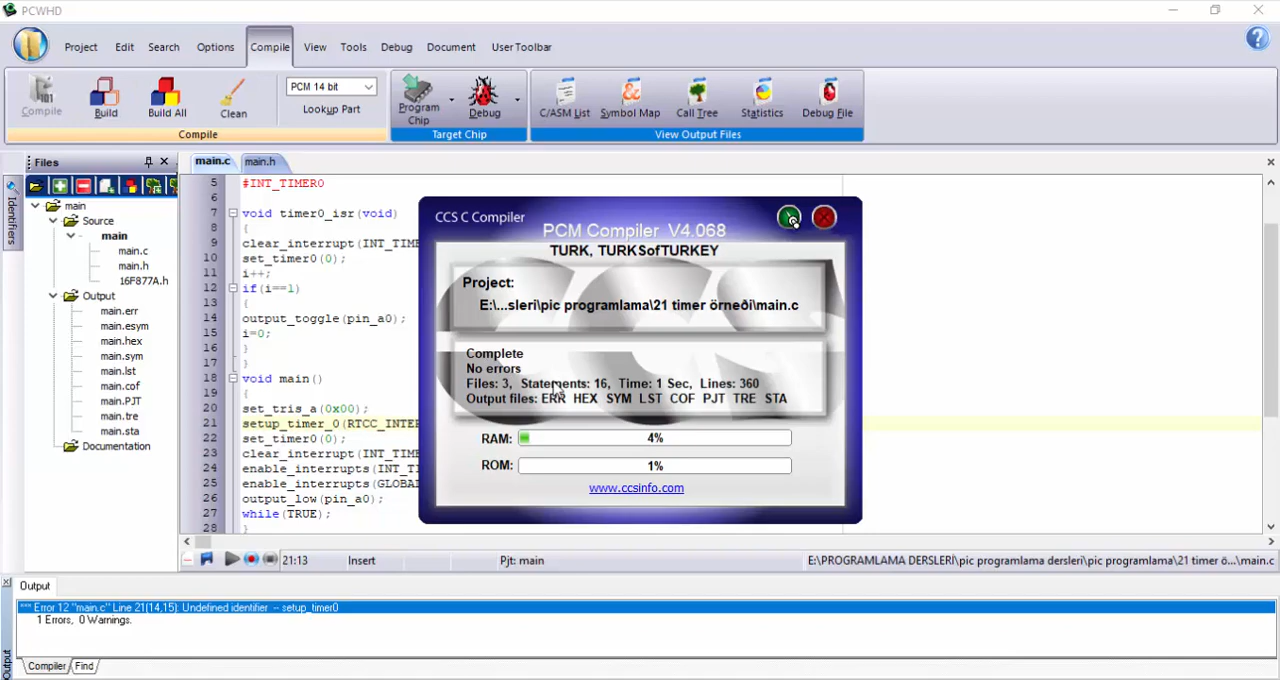 PCWHD
Project Edit Search Options Compile View Tools Debug Document User Toolbar
Compile Build Build All Clean
PCM 14 bit
Lookup Part
Program Chip Debug
C/ASM List Symbol Map Call Tree Statistics Debug File
Compile Target Chip View Output Files
Files
main.c main.h
Identifiers
main
Source
main
main.c
main.h
16F877A.h
Output
main.err
main.esym
main.hex
main.sym
main.lst
main.cof
main.PJT
main.tre
main.sta
Documentation
5 #INT_TIMER0
6
7 void timer0_isr(void)
8 {
9 clear_interrupt(INT_TIME
10 set_timer0(0);
11 i++;
12 if(i==1)
13 {
14 output_toggle(pin_a0);
15 i=0;
16 }
17 }
18 void main()
19 {
20 set_tris_a(0x00);
21 setup_timer_0(RTCC_INTER
22 set_timer0(0);
23 clear_interrupt(INT_TIME
24 enable_interrupts(INT_TI
25 enable_interrupts(GLOBAL
26 output_low(pin_a0);
27 while(TRUE);
28 }
CCS C Compiler
PCM Compiler V4.068
TURK, TURKSofTURKEY
Project:
E:\...sleri\pic programlama\21 timer örneði\main.c
Complete
No errors
Files: 3, Statements: 16, Time: 1 Sec, Lines: 360
Output files: ERR HEX SYM LST COF PJT TRE STA
RAM: 4%
ROM: 1%
www.ccsinfo.com
21:13 Insert Pjt: main E:\PROGRAMLAMA DERSLERİ\pic programlama dersleri\pic programlama\21 timer ö...\main.c
Output
*** Error 12 "main.c" Line 21(14,15): Undefined identifier -- setup_timer0
1 Errors, 0 Warnings.
Compiler Find
Output